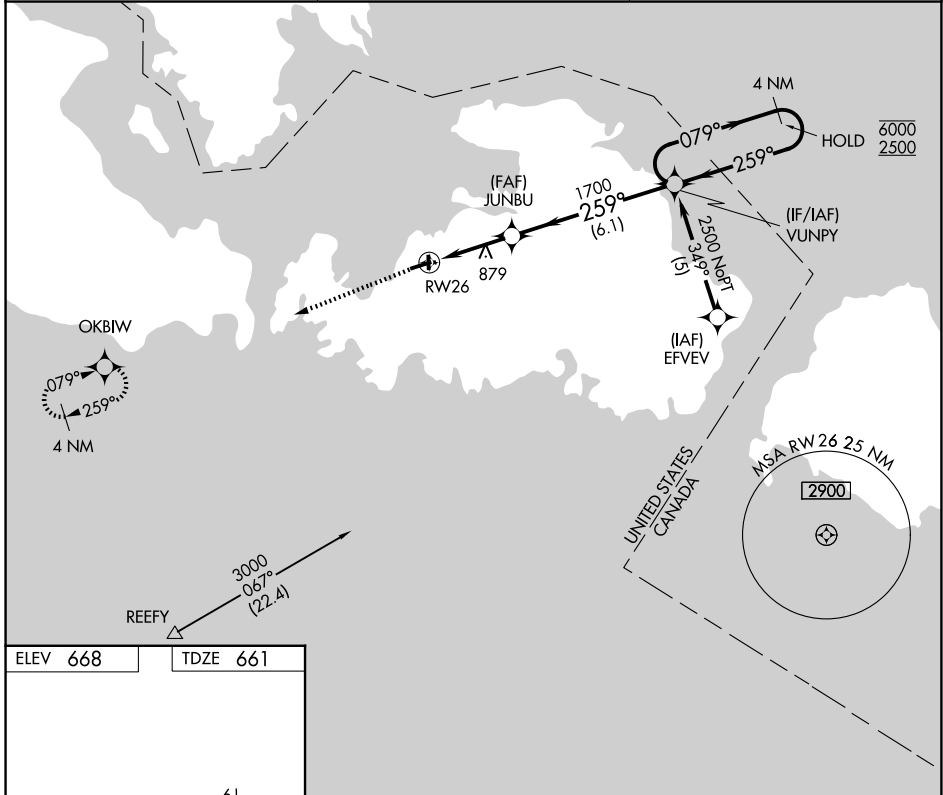 4 NM
HOLD
6000
2500
079°
259°
(FAF)
JUNBU
1700
259°
(6.1)
(IF/IAF)
VUNPY
2500 NoPT
349°
(5)
879
RW26
(IAF)
EFVEV
OKBIW
079°
259°
4 NM
MSA RW 26 25 NM
2900
UNITED STATES
CANADA
3000
067°
(22.4)
REEFY
ELEV 668
TDZE 661